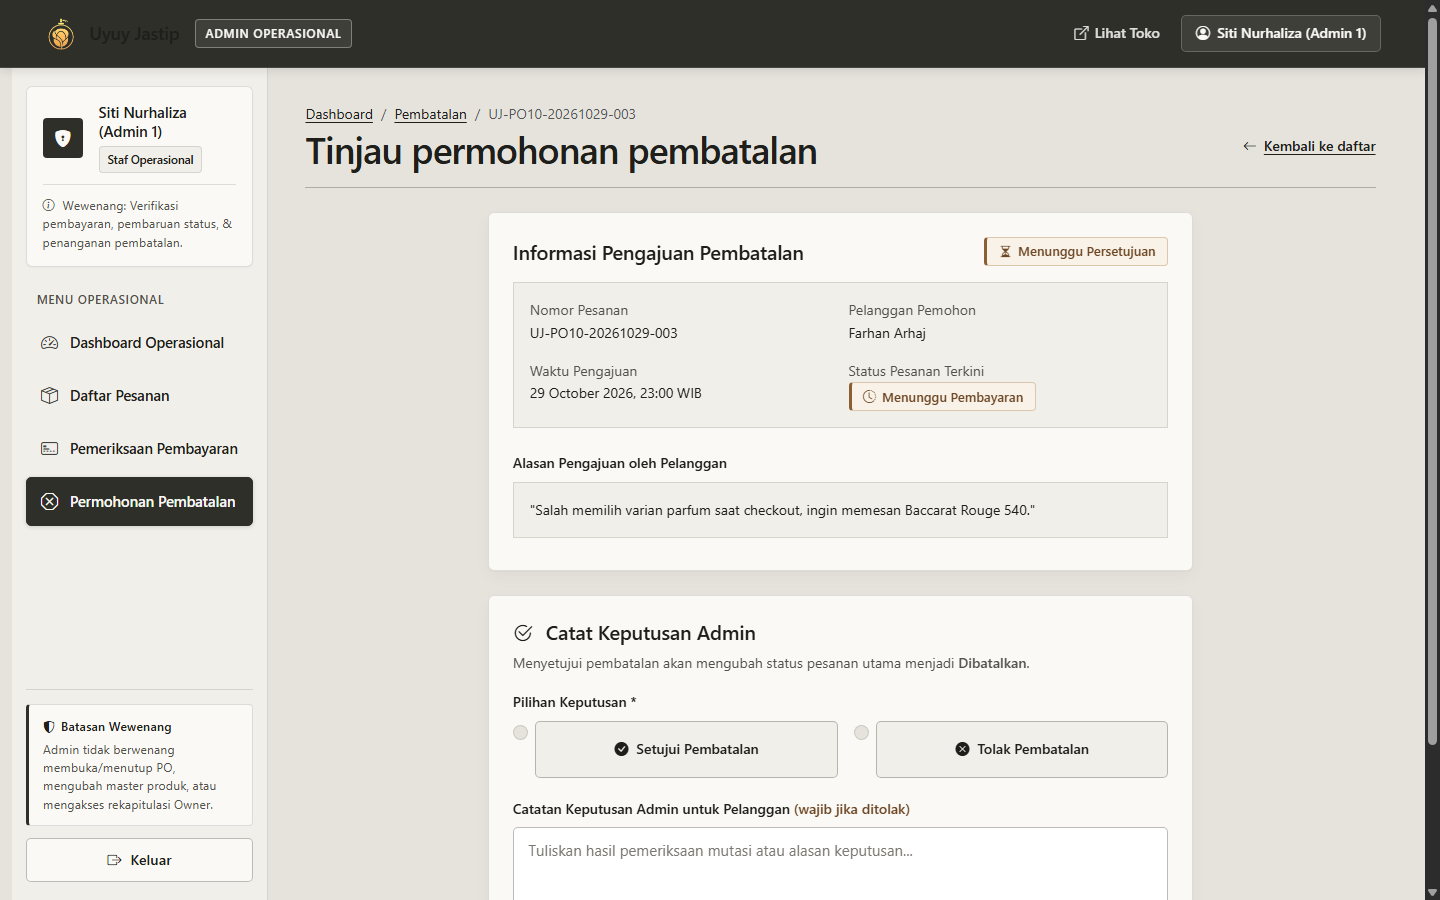 Uyuy Jastip
ADMIN OPERASIONAL
Lihat Toko
Siti Nurhaliza (Admin 1)
Siti Nurhaliza
(Admin 1)
Staf Operasional
Wewenang: Verifikasi
pembayaran, pembaruan status, &
penanganan pembatalan.
MENU OPERASIONAL
Dashboard Operasional
Daftar Pesanan
Pemeriksaan Pembayaran
Permohonan Pembatalan
Batasan Wewenang
Admin tidak berwenang
membuka/menutup PO,
mengubah master produk, atau
mengakses rekapitulasi Owner.
Keluar
Dashboard / Pembatalan / UJ-PO10-20261029-003
Tinjau permohonan pembatalan
Kembali ke daftar
Informasi Pengajuan Pembatalan
Menunggu Persetujuan
Nomor Pesanan
UJ-PO10-20261029-003
Pelanggan Pemohon
Farhan Arhaj
Waktu Pengajuan
29 October 2026, 23:00 WIB
Status Pesanan Terkini
Menunggu Pembayaran
Alasan Pengajuan oleh Pelanggan
"Salah memilih varian parfum saat checkout, ingin memesan Baccarat Rouge 540."
Catat Keputusan Admin
Menyetujui pembatalan akan mengubah status pesanan utama menjadi Dibatalkan.
Pilihan Keputusan *
Setujui Pembatalan
Tolak Pembatalan
Catatan Keputusan Admin untuk Pelanggan (wajib jika ditolak)
Tuliskan hasil pemeriksaan mutasi atau alasan keputusan...